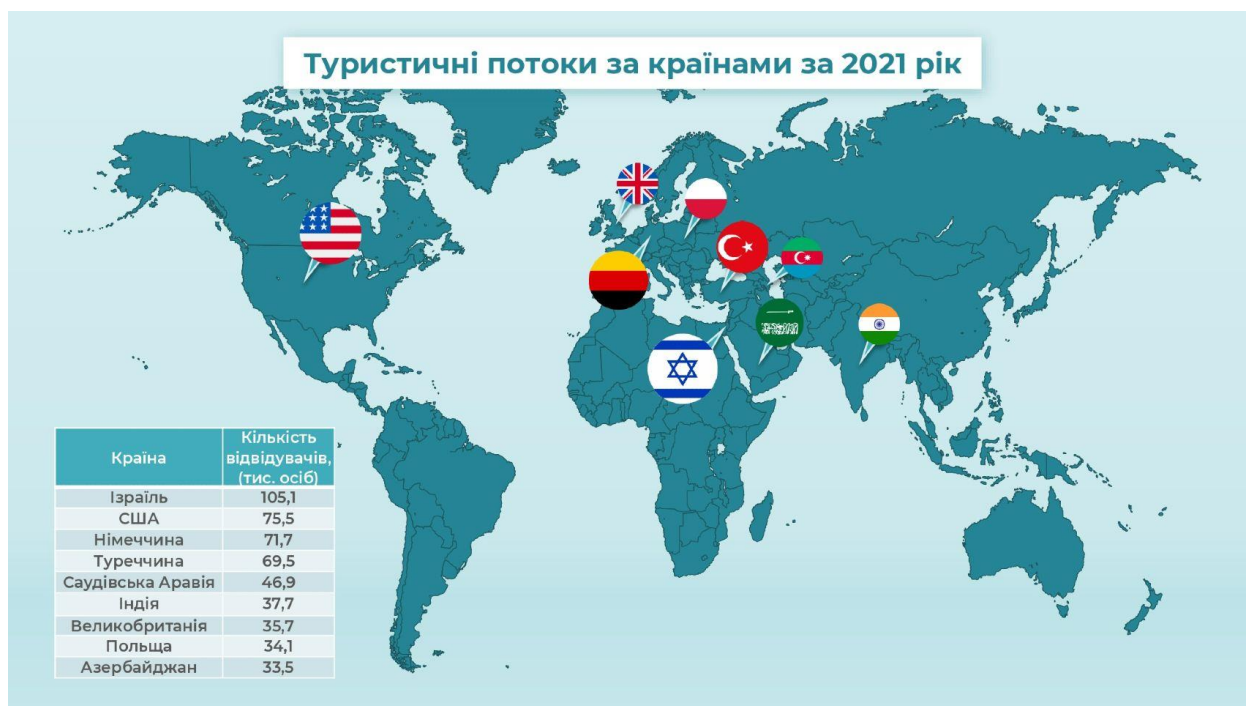 Туристичні потоки за країнами за 2021 рік
Країна
Кількість
відвідувачів,
(тис. осіб)
Ізраїль 105,1
США 75,5
Німеччина 71,7
Туреччина 69,5
Саудівська Аравія 46,9
Індія 37,7
Великобританія 35,7
Польща 34,1
Азербайджан 33,5